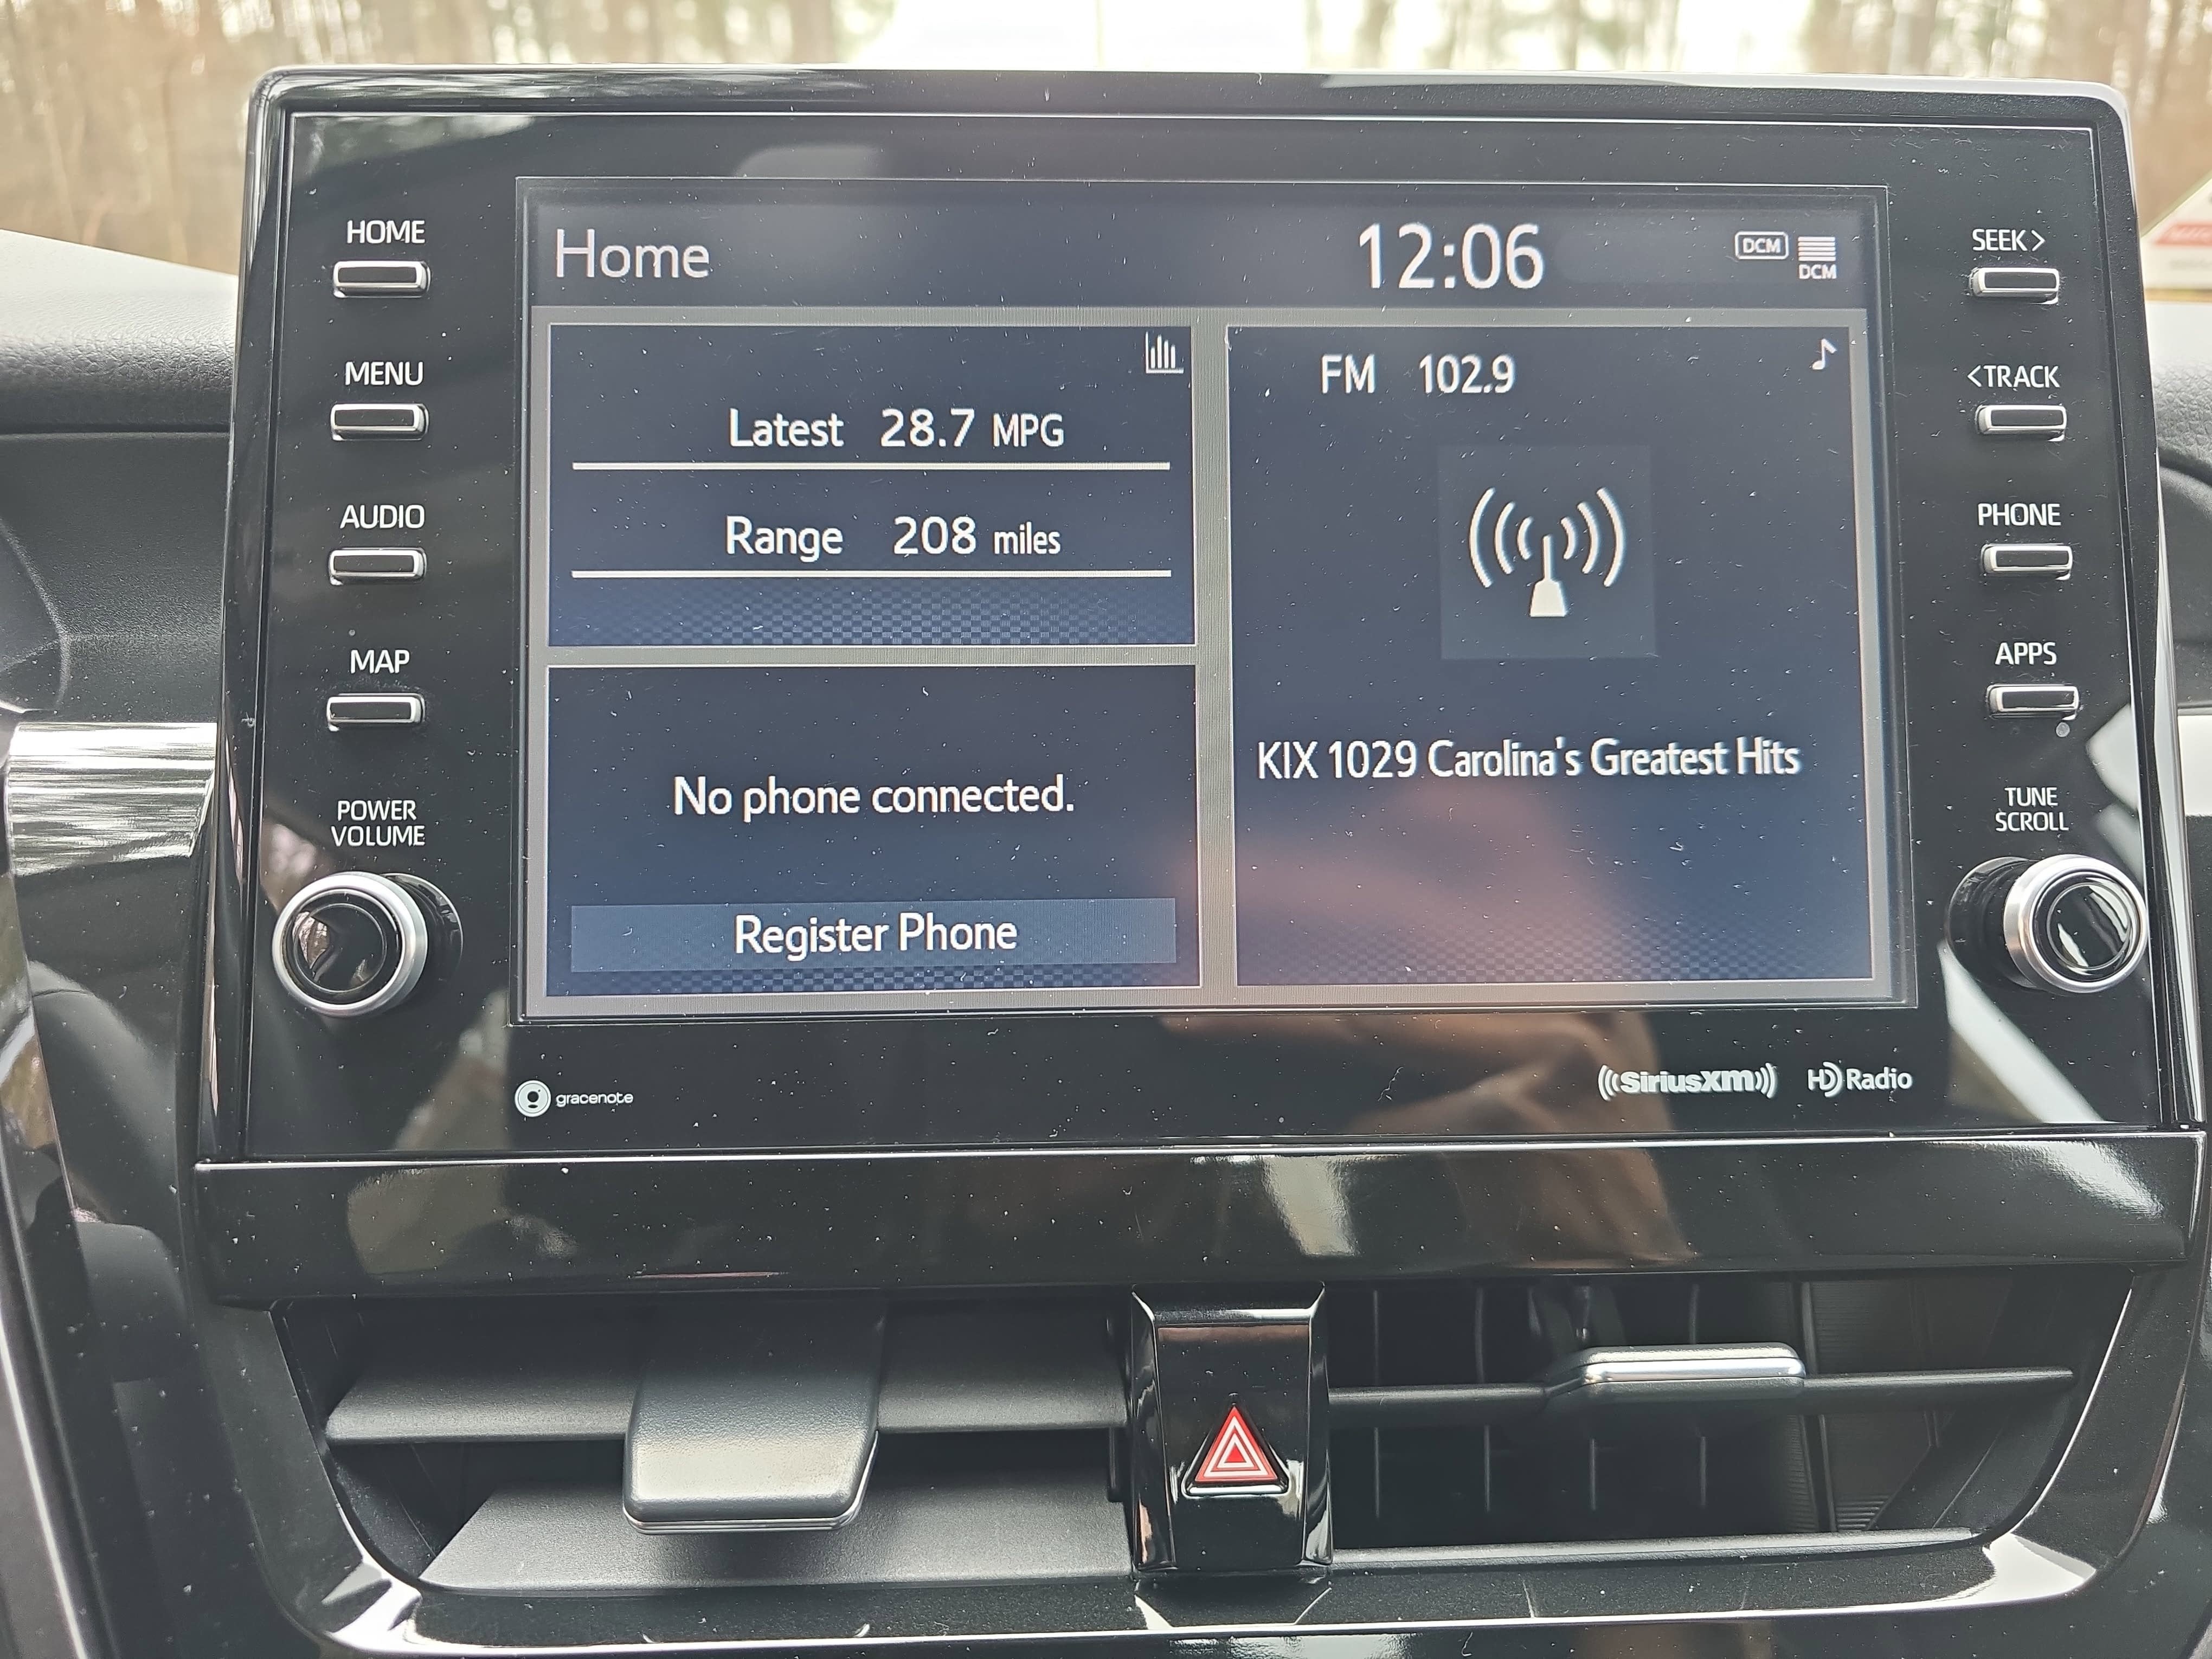 HOME
MENU
AUDIO
MAP
POWER
VOLUME
Home
12:06
DCM
DCM
Latest 28.7 MPG
Range 208 miles
No phone connected.
Register Phone
FM 102.9
KIX 1029 Carolina's Greatest Hits
SEEK>
<TRACK
PHONE
APPS
TUNE
SCROLL
gracenote
((SiriusXM))
HD Radio